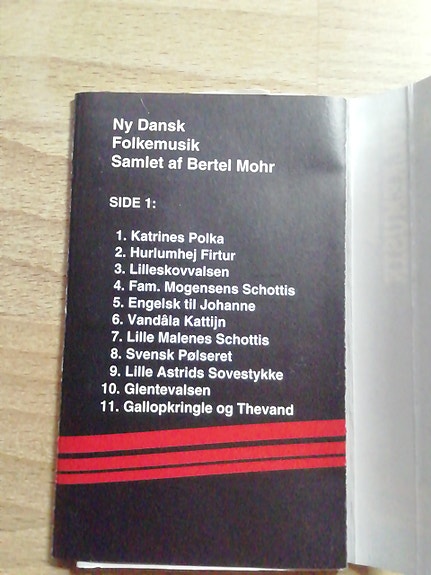 Ny Dansk
Folkemusik
Samlet af Bertel Mohr
SIDE 1:
1. Katrines Polka
2. Hurlumhej Firtur
3. Lilleskovvalsen
4. Fam. Mogensens Schottis
5. Engelsk til Johanne
6. Vandâla Kattijn
7. Lille Malenes Schottis
8. Svensk Pølseret
9. Lille Astrids Sovestykke
10. Glentevalsen
11. Gallopkringle og Thevand